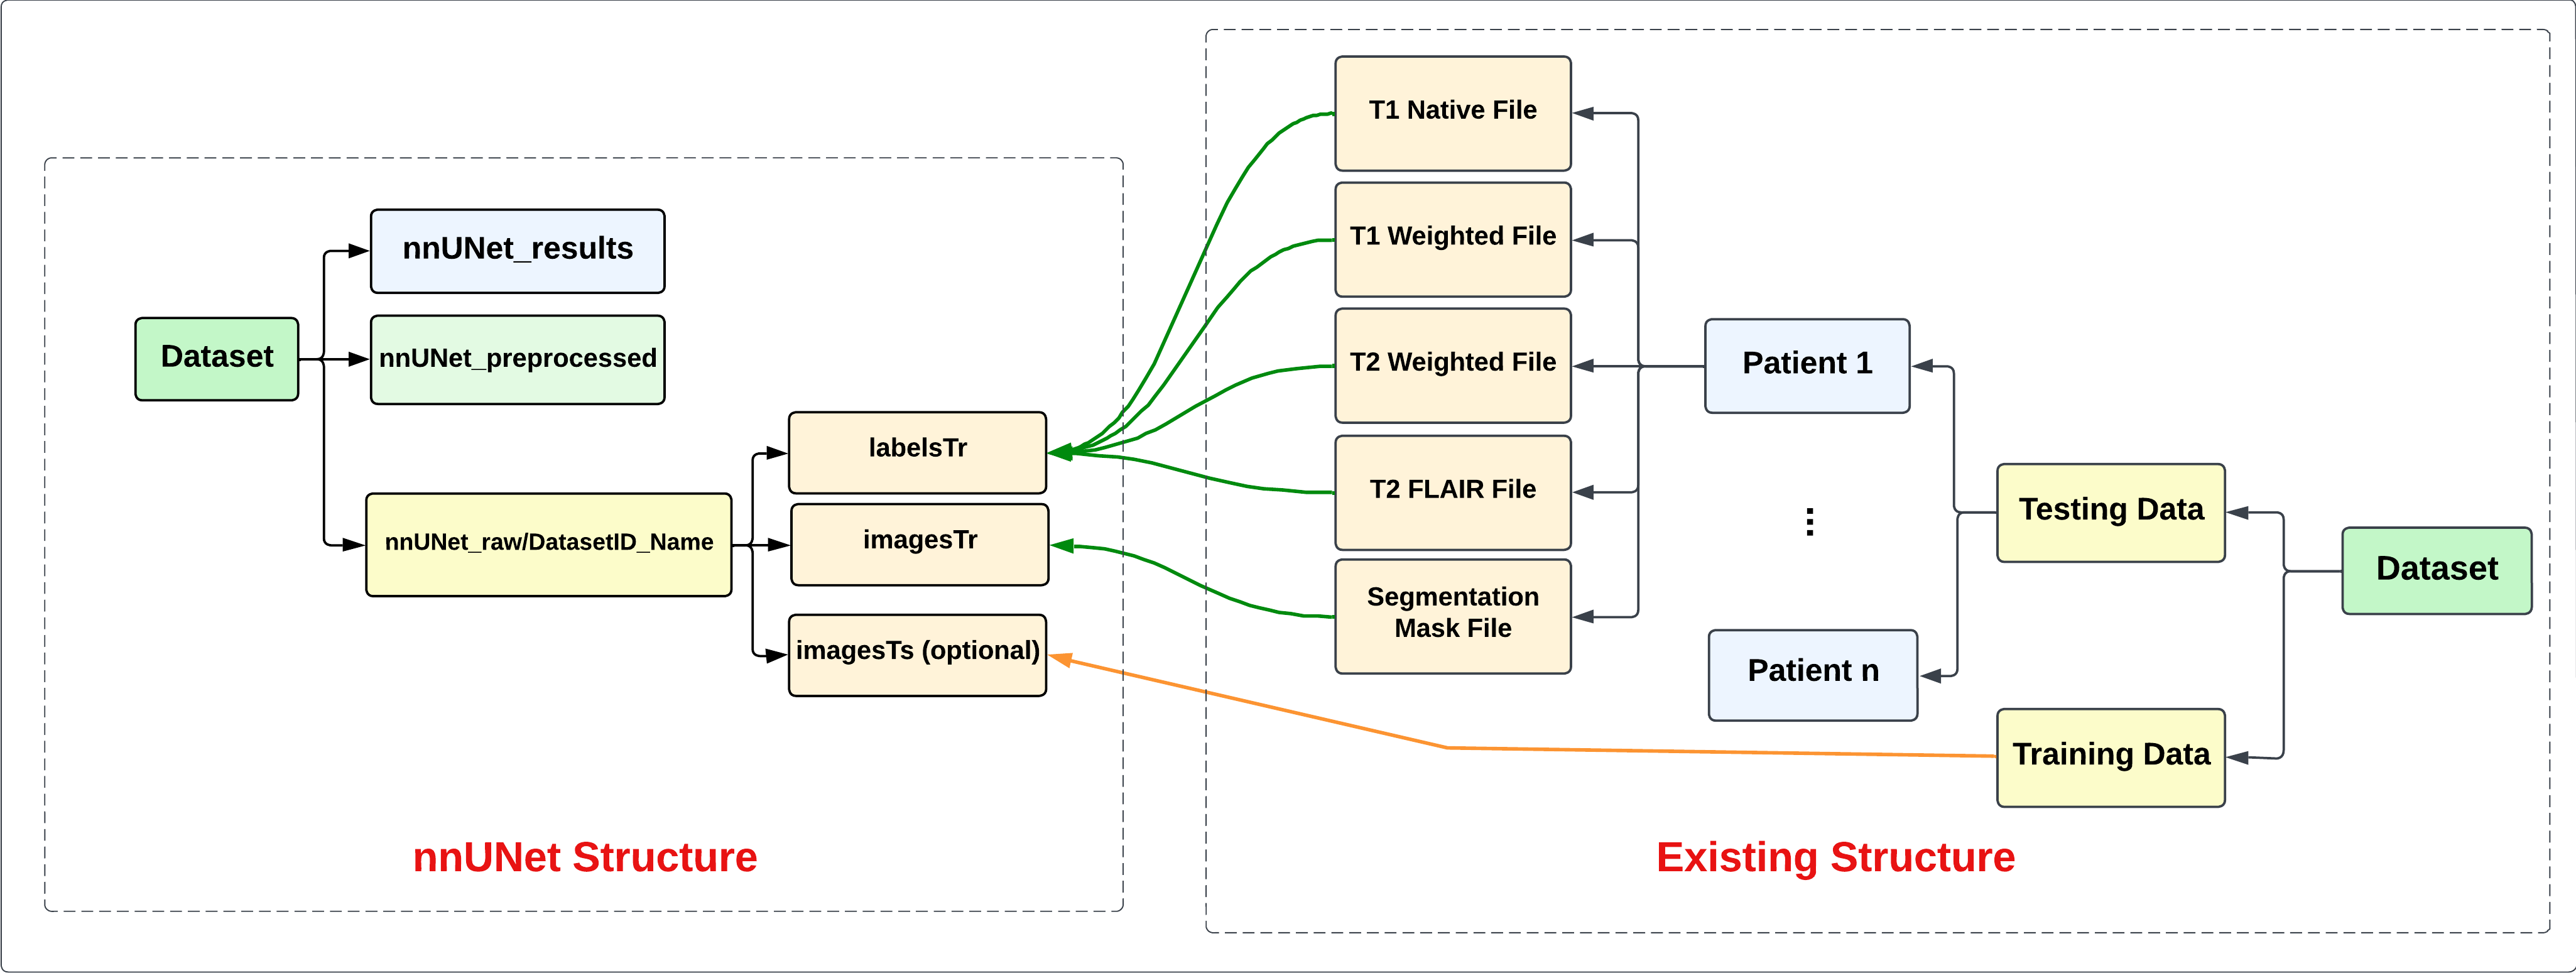 nnUNet_results
Dataset
nnUNet_preprocessed
nnUNet_raw/DatasetID_Name
labelsTr
imagesTr
imagesTs (optional)
nnUNet Structure
T1 Native File
T1 Weighted File
T2 Weighted File
T2 FLAIR File
Segmentation
Mask File
Patient 1
⋮
Patient n
Testing Data
Training Data
Dataset
Existing Structure